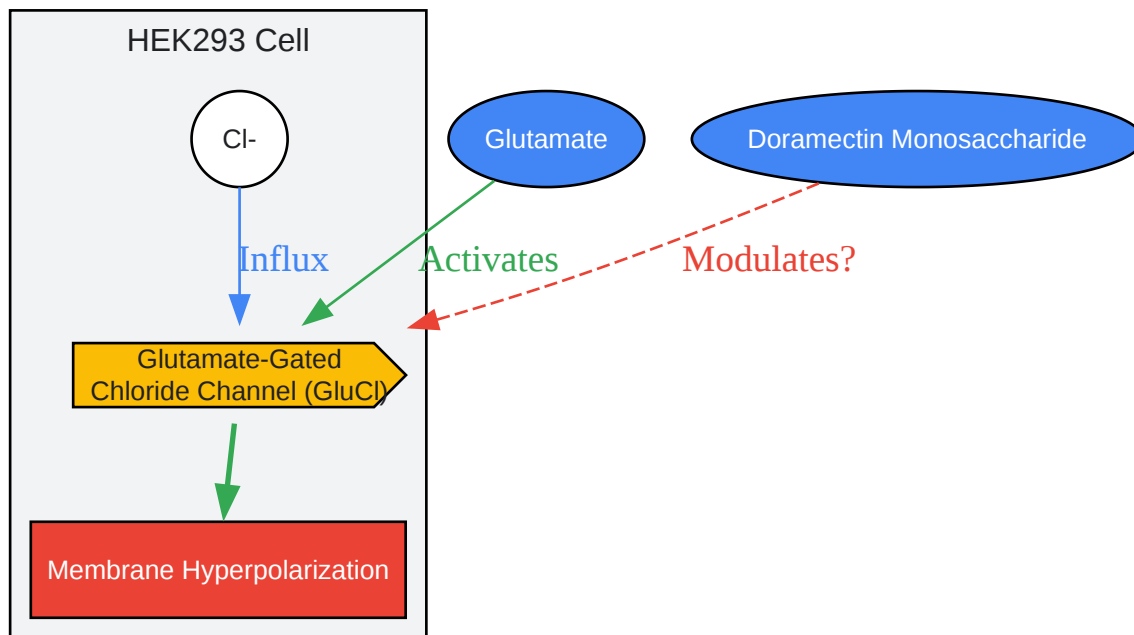 HEK293 Cell
Cl-
Glutamate
Doramectin Monosaccharide
Influx
Activates
Modulates?
Glutamate-Gated
Chloride Channel (GluCl)
Membrane Hyperpolarization